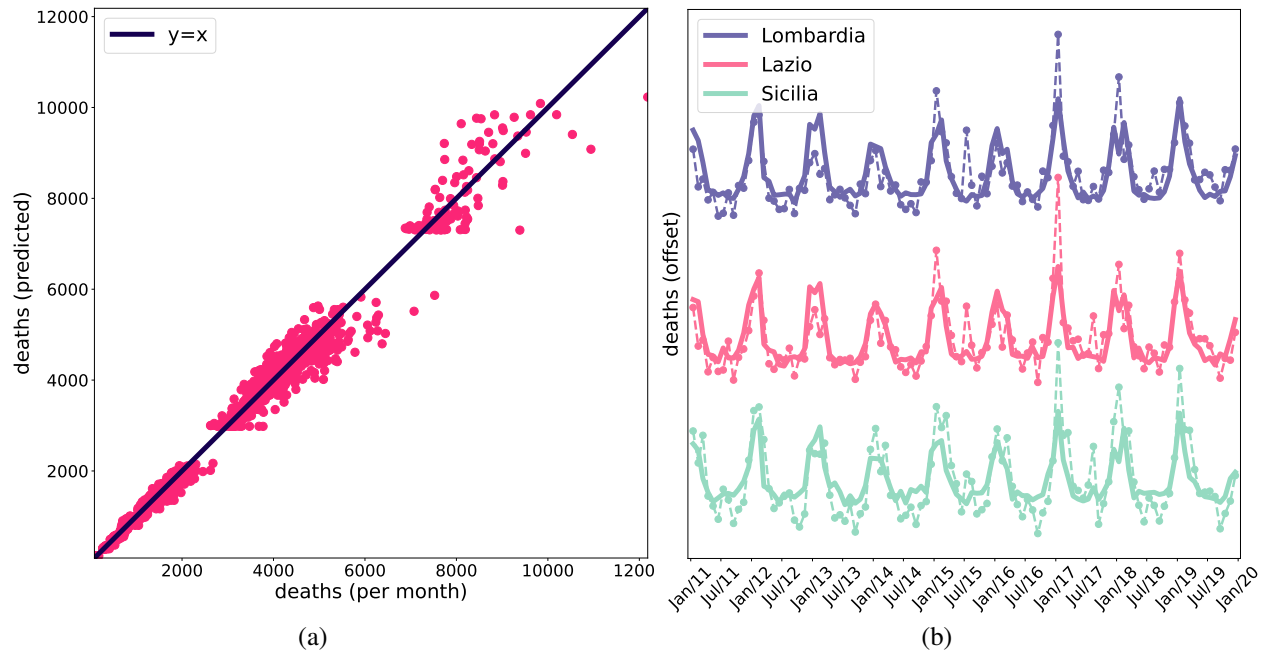 12000
10000
8000
6000
4000
2000
deaths (predicted)
y=x
2000
4000
6000
8000
10000
1200
deaths (per month)
(a)
deaths (offset)
Lombardia
Lazio
Sicilia
Jan/11
Jul/11
Jan/12
Jul/12
Jan/13
Jul/13
Jan/14
Jul/14
Jan/15
Jul/15
Jan/16
Jul/16
Jan/17
Jul/17
Jan/18
Jul/18
Jan/19
Jul/19
Jan/20
(b)